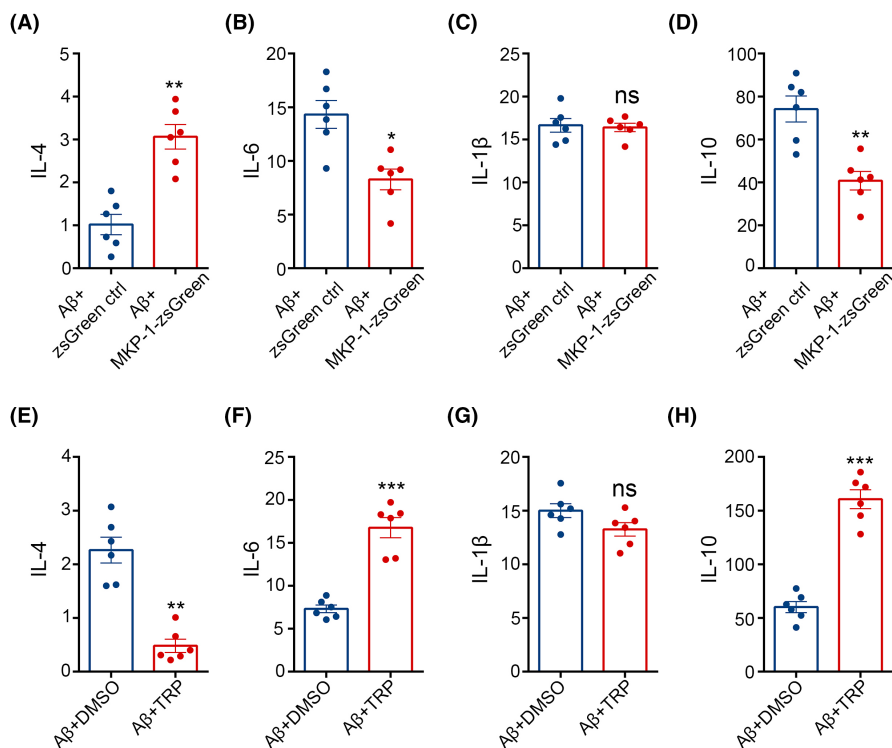 (A)
IL-4
5
4
3
2
1
0
**
Aβ+
zsGreen ctrl
Aβ+
MKP-1-zsGreen
(B)
IL-6
20
15
10
5
0
*
Aβ+
zsGreen ctrl
Aβ+
MKP-1-zsGreen
(C)
IL-1β
25
20
15
10
5
0
ns
Aβ+
zsGreen ctrl
Aβ+
MKP-1-zsGreen
(D)
IL-10
100
80
60
40
20
0
**
Aβ+
zsGreen ctrl
Aβ+
MKP-1-zsGreen
(E)
IL-4
4
3
2
1
0
**
Aβ+DMSO
Aβ+TRP
(F)
IL-6
25
20
15
10
5
0
***
Aβ+DMSO
Aβ+TRP
(G)
IL-1β
20
15
10
5
0
ns
Aβ+DMSO
Aβ+TRP
(H)
IL-10
200
150
100
50
0
***
Aβ+DMSO
Aβ+TRP